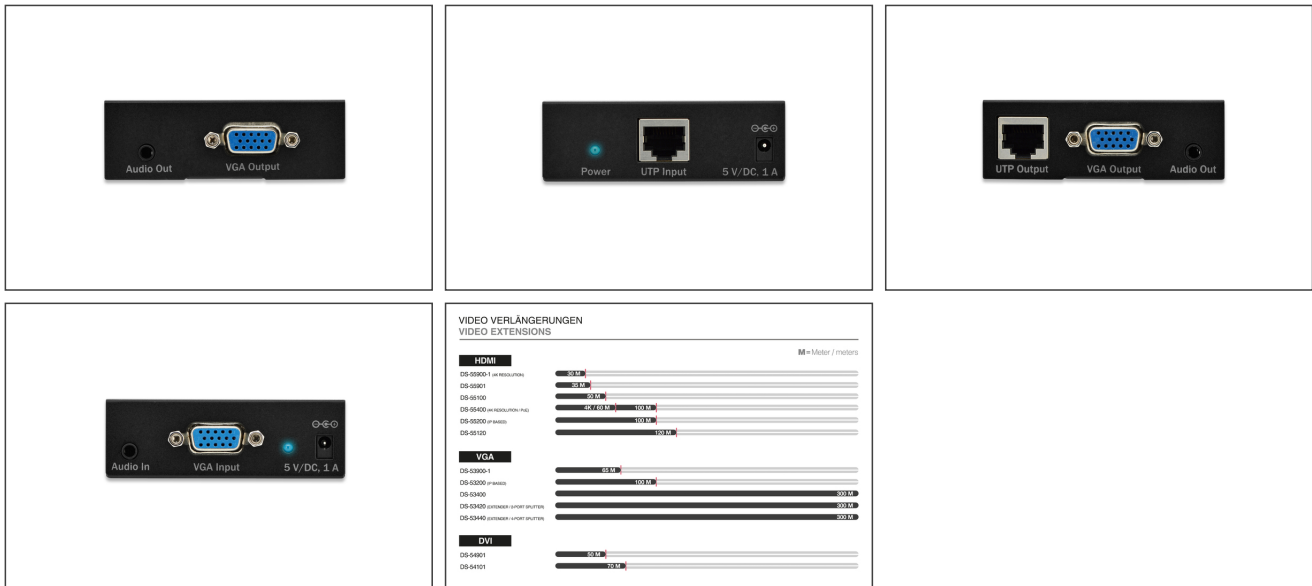 Audio Out
VGA Output
Power
UTP Input
5 V/DC, 1 A
UTP Output
VGA Output
Audio Out
Audio In
VGA Input
5 V/DC, 1 A
VIDEO VERLÄNGERUNGEN
VIDEO EXTENSIONS
M=Meter / meters
HDMI
DS-55900-1 (4K RESOLUTION) 30 M
DS-55901 35 M
DS-55100 50 M
DS-55400 (4K RESOLUTION / PoE) 4K / 60 M 100 M
DS-55200 (IP BASED) 100 M
DS-55120 120 M
VGA
DS-53900-1 65 M
DS-53200 (IP BASED) 100 M
DS-53400 300 M
DS-53420 (EXTENDER / 2-PORT SPLITTER) 300 M
DS-53440 (EXTENDER / 4-PORT SPLITTER) 300 M
DVI
DS-54901 50 M
DS-54101 70 M